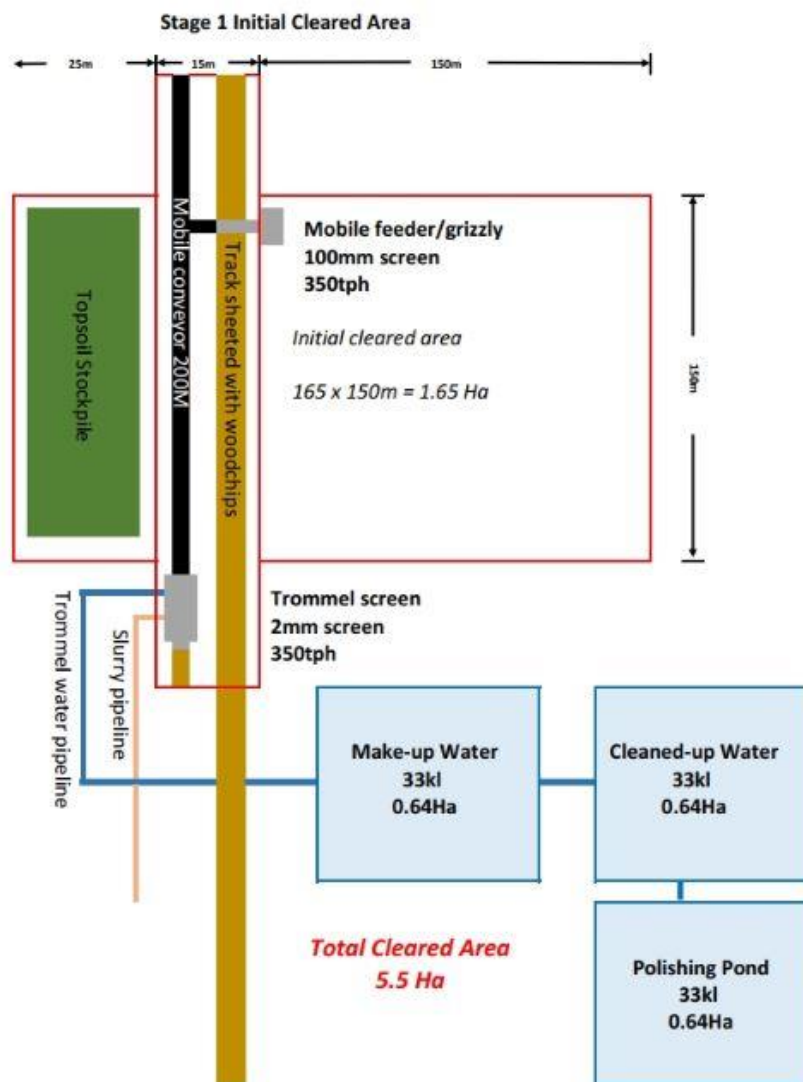 Stage 1 Initial Cleared Area
25m
15m
150m
Mobile conveyor 200M
Track sheeted with woodchips
Topsoil Stockpile
Mobile feeder/grizzly
100mm screen
350tph
Initial cleared area
165 x 150m = 1.65 Ha
150m
Trommel screen
2mm screen
350tph
Trommel water pipeline
Slurry pipeline
Make-up Water
33kl
0.64Ha
Cleaned-up Water
33kl
0.64Ha
Total Cleared Area
5.5 Ha
Polishing Pond
33kl
0.64Ha